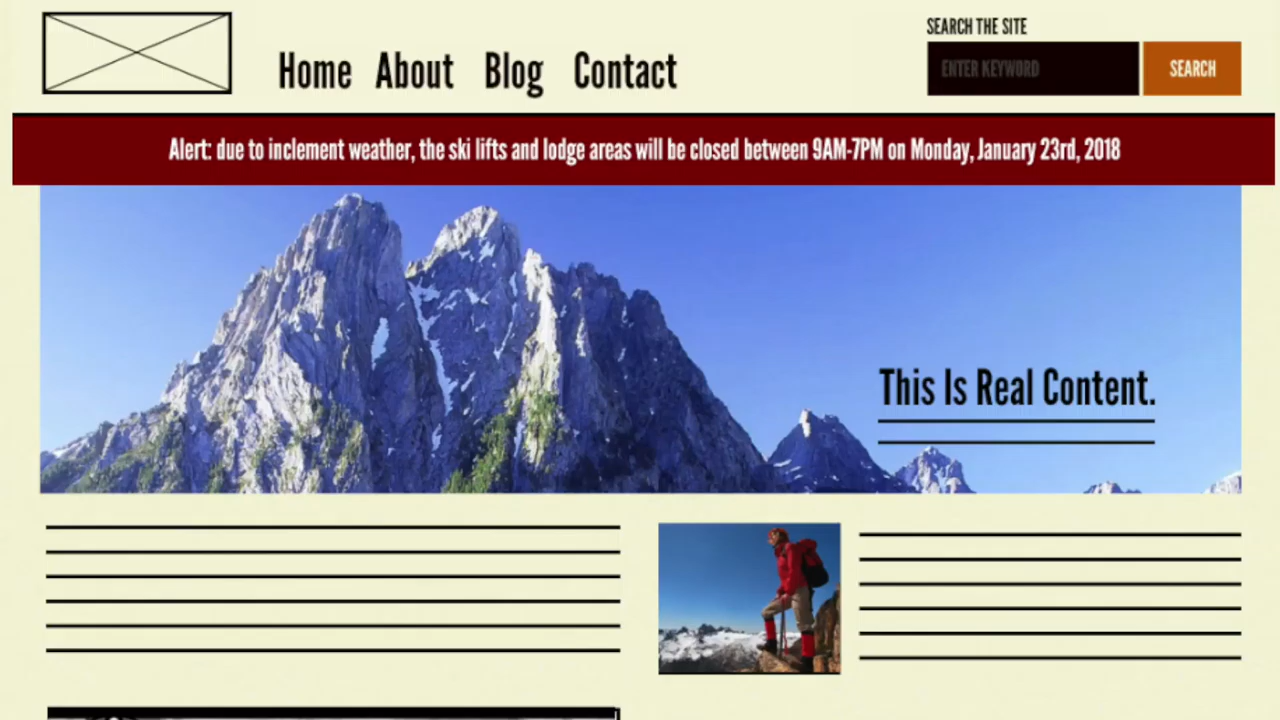 SEARCH THE SITE
Home About Blog Contact
ENTER KEYWORD
SEARCH
Alert: due to inclement weather, the ski lifts and lodge areas will be closed between 9AM-7PM on Monday, January 23rd, 2018
This Is Real Content.